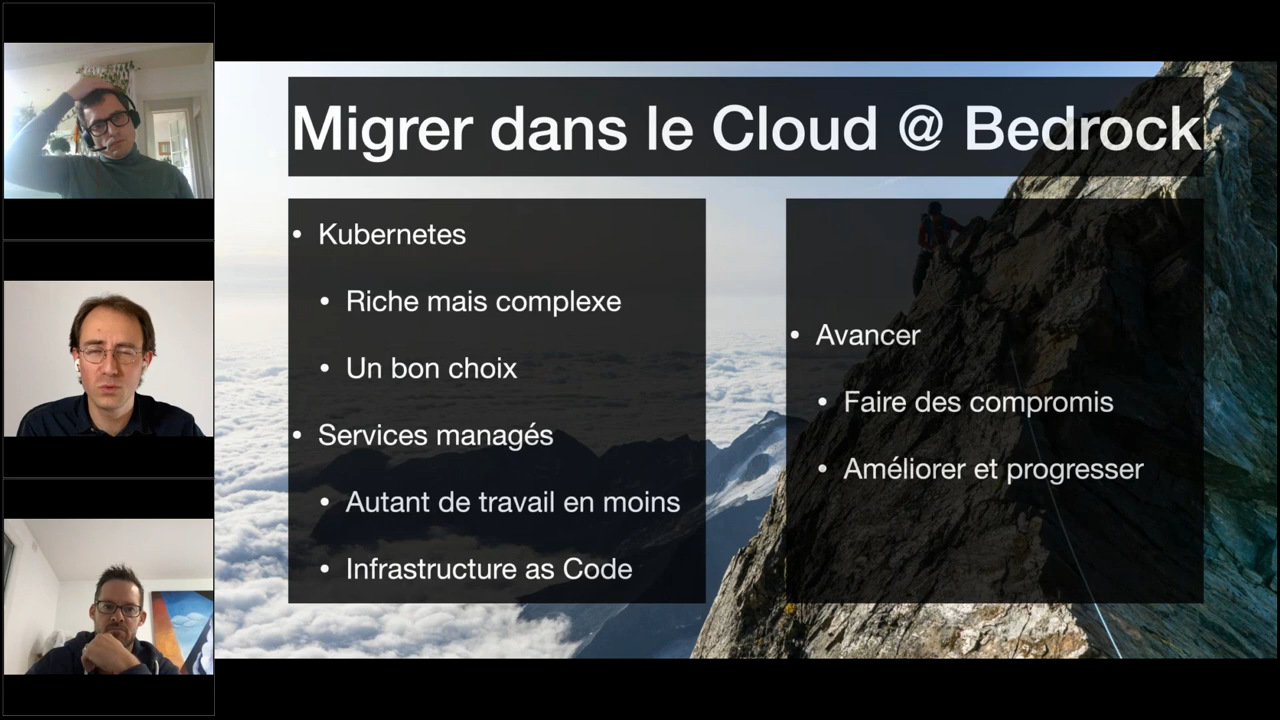 Migrer dans le Cloud @ Bedrock
• Kubernetes
• Riche mais complexe
• Un bon choix
• Services managés
• Autant de travail en moins
• Infrastructure as Code
• Avancer
• Faire des compromis
• Améliorer et progresser